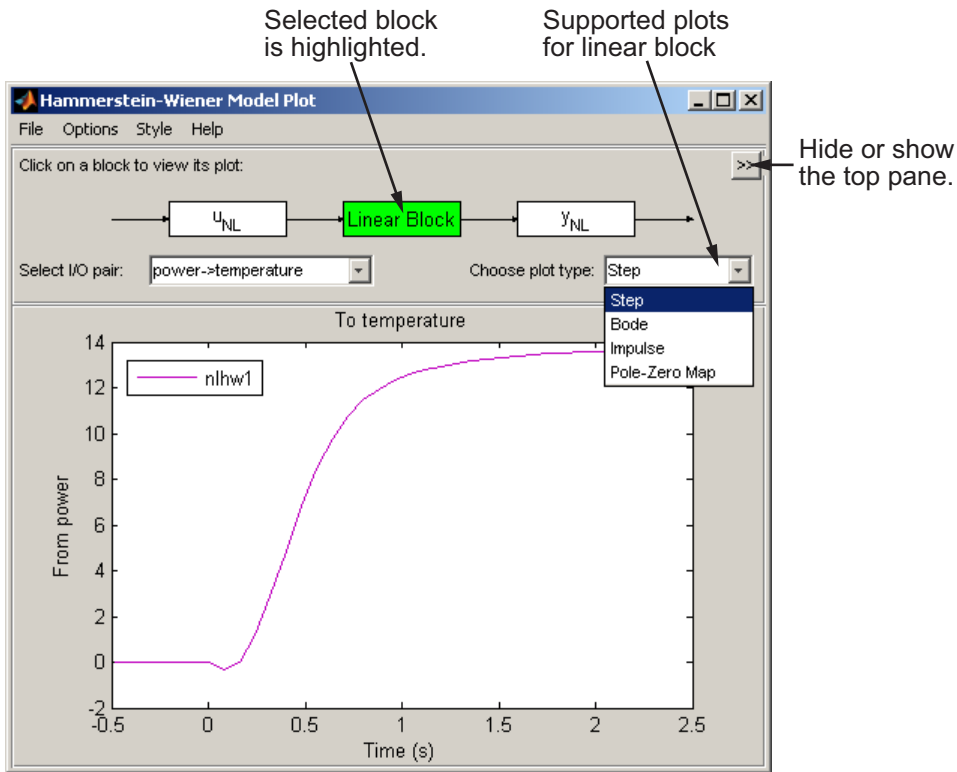 Selected block
is highlighted.
Supported plots
for linear block
Hammerstein-Wiener Model Plot
File Options Style Help
Click on a block to view its plot:
>>
Hide or show
the top pane.
uNL
Linear Block
yNL
Select I/O pair: power->temperature
Choose plot type: Step
Step
Bode
Impulse
Pole-Zero Map
To temperature
nlhw1
14
12
10
8
6
4
2
0
-2
From power
-0.5 0 0.5 1 1.5 2 2.5
Time (s)